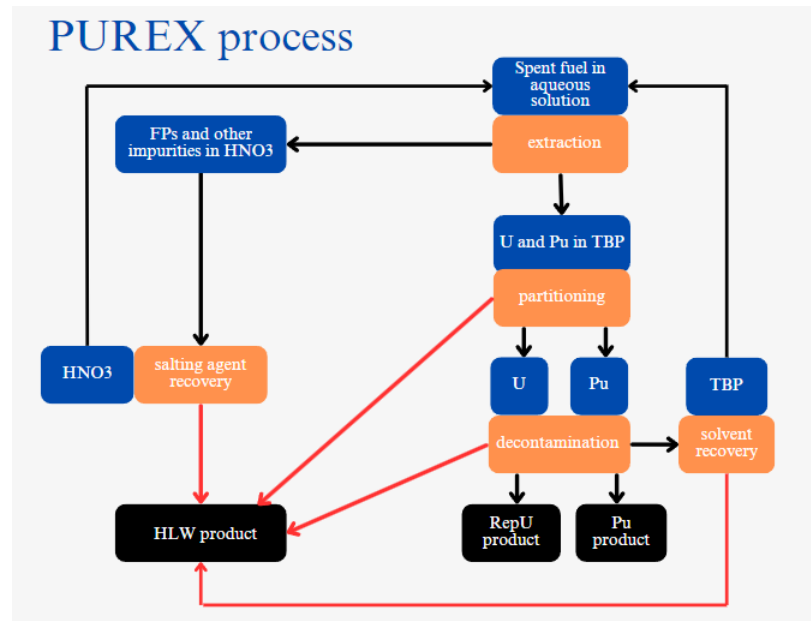 PUREX process
Spent fuel in
aqueous
solution
FPs and other
impurities in HNO3
extraction
U and Pu in TBP
partitioning
HNO3
salting agent
recovery
U
Pu
TBP
decontamination
solvent
recovery
HLW product
RepU
product
Pu
product